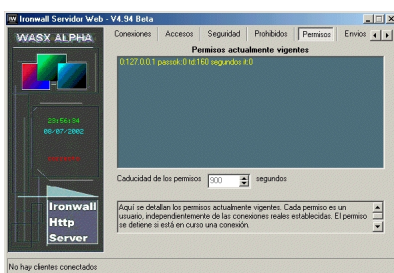 Ironwall Servidor Web - V4.94 Beta
WASX ALPHA
Conexiones Accesos Seguridad Prohibidos Permisos Envios
Permisos actualmente vigentes
0:127.0.0.1 passok:0 td:160 segundos it:0
23:56:34
08/07/2002
Caducidad de los permisos 900 segundos
Ironwall
Http
Server
Aquí se detallan los permisos actualmente vigentes. Cada permiso es un
usuario, independientemente de las conexiones reales establecidas. El permiso
se detiene si está en curso una conexión.
No hay clientes conectados